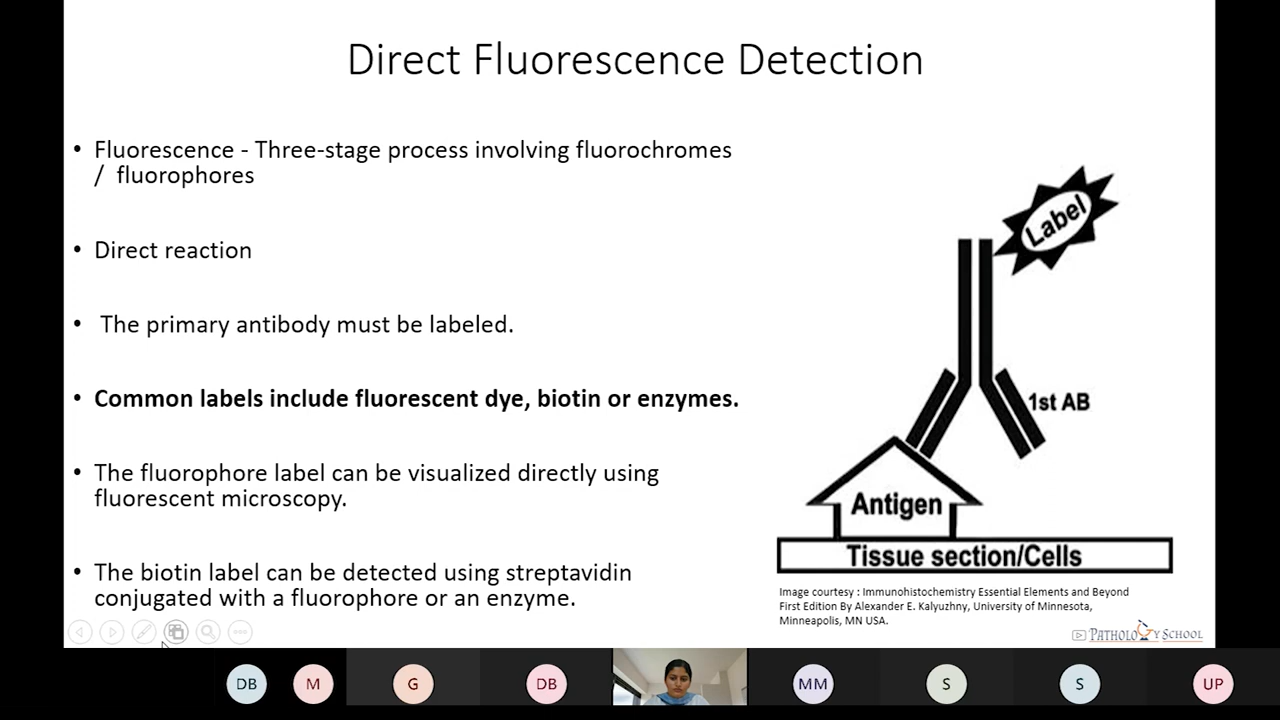 Direct Fluorescence Detection
• Fluorescence - Three-stage process involving fluorochromes
/ fluorophores
• Direct reaction
• The primary antibody must be labeled.
• Common labels include fluorescent dye, biotin or enzymes.
• The fluorophore label can be visualized directly using
fluorescent microscopy.
• The biotin label can be detected using streptavidin
conjugated with a fluorophore or an enzyme.
Label
1st AB
Antigen
Tissue section/Cells
Image courtesy : Immunohistochemistry Essential Elements and Beyond
First Edition By Alexander E. Kalyuzhny, University of Minnesota,
Minneapolis, MN USA.
PATHOLOGY SCHOOL
DB M G DB MM S S UP